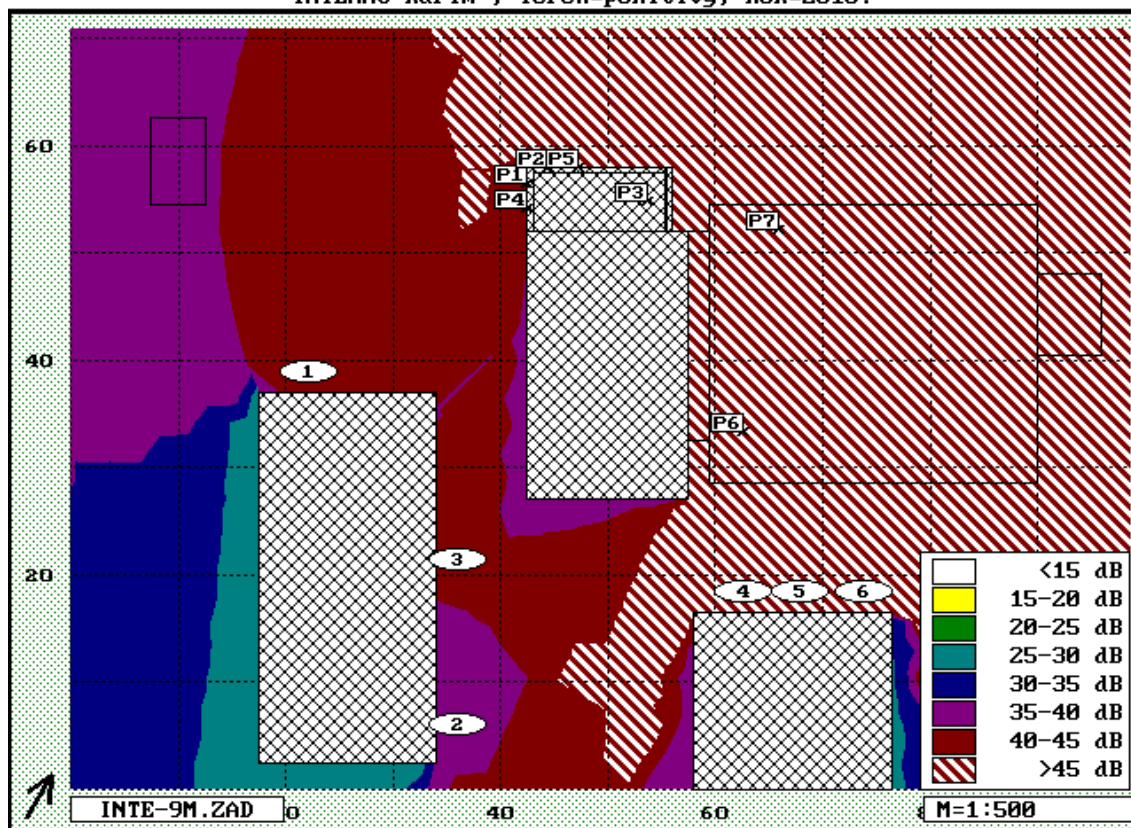 60
P2 P5
P1
P3
P4
P7
40
1
P6
20
3
4 5 6
2
<15 dB
15-20 dB
20-25 dB
25-30 dB
30-35 dB
35-40 dB
40-45 dB
>45 dB
INTE-9M.ZAD 0 40 60 8 M=1:500